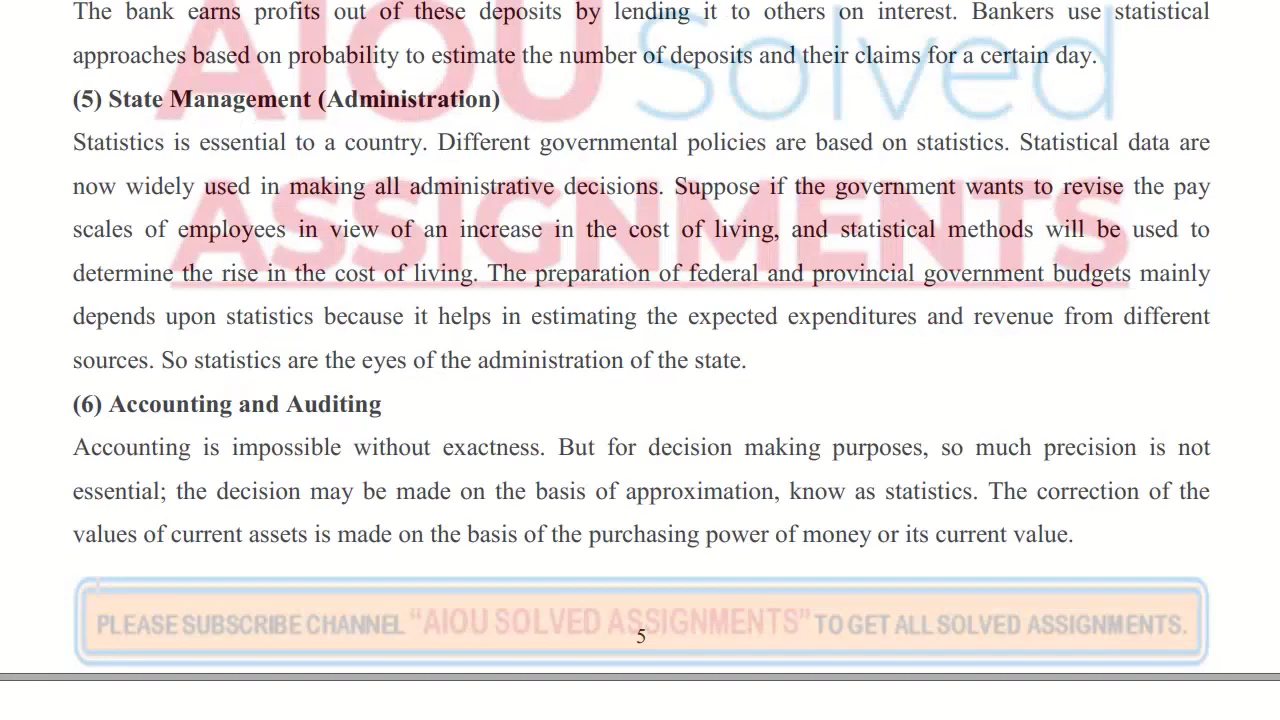 The bank earns profits out of these deposits by lending it to others on interest. Bankers use statistical
approaches based on probability to estimate the number of deposits and their claims for a certain day.
(5) State Management (Administration)
Statistics is essential to a country. Different governmental policies are based on statistics. Statistical data are
now widely used in making all administrative decisions. Suppose if the government wants to revise the pay
scales of employees in view of an increase in the cost of living, and statistical methods will be used to
determine the rise in the cost of living. The preparation of federal and provincial government budgets mainly
depends upon statistics because it helps in estimating the expected expenditures and revenue from different
sources. So statistics are the eyes of the administration of the state.
(6) Accounting and Auditing
Accounting is impossible without exactness. But for decision making purposes, so much precision is not
essential; the decision may be made on the basis of approximation, know as statistics. The correction of the
values of current assets is made on the basis of the purchasing power of money or its current value.
AIOU Solved
ASSIGNMENTS
PLEASE SUBSCRIBE CHANNEL "AIOU SOLVED ASSIGNMENTS" TO GET ALL SOLVED ASSIGNMENTS.
5